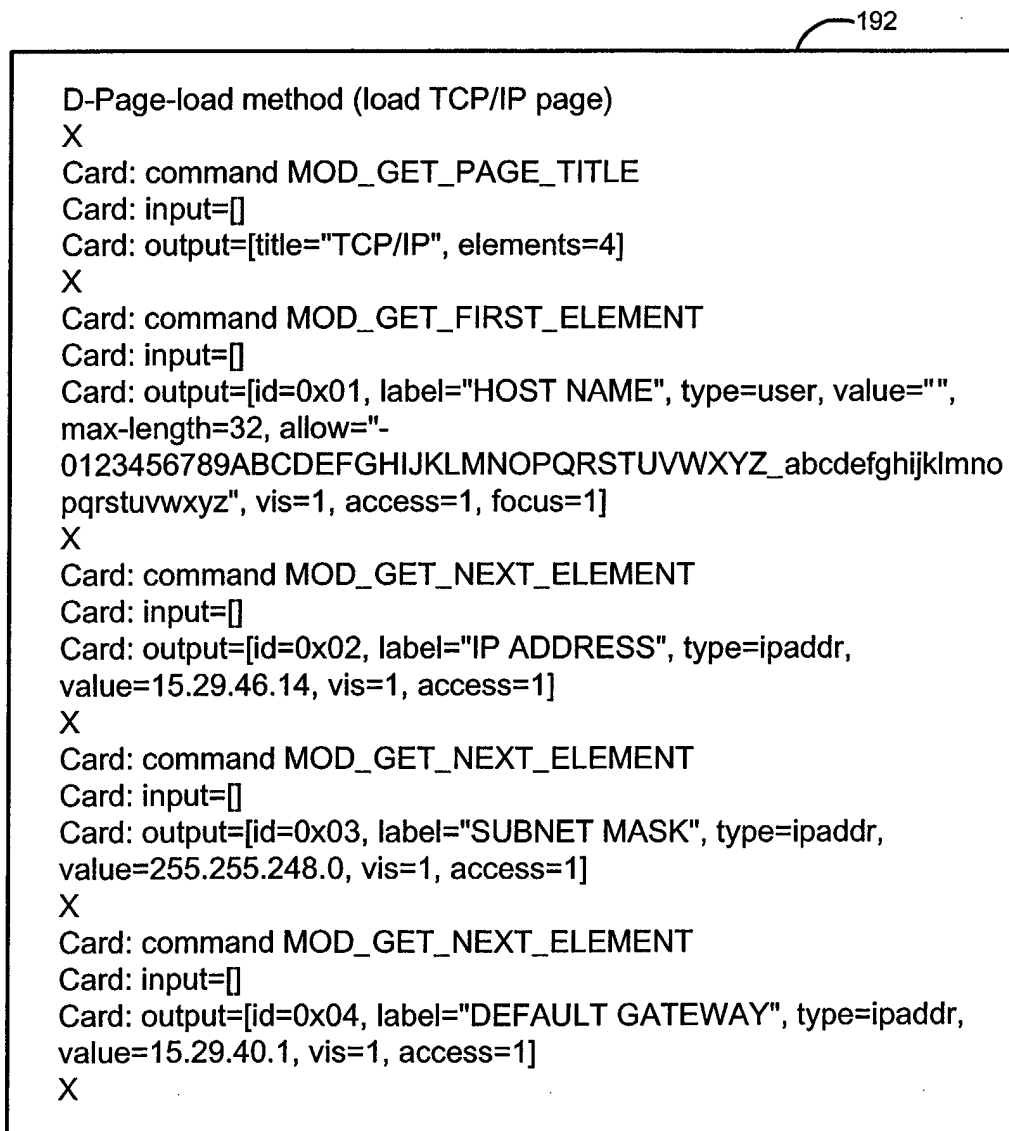 192
D-Page-load method (load TCP/IP page)
X
Card: command MOD_GET_PAGE_TITLE
Card: input=[]
Card: output=[title="TCP/IP", elements=4]
X
Card: command MOD_GET_FIRST_ELEMENT
Card: input=[]
Card: output=[id=0x01, label="HOST NAME", type=user, value="",
max-length=32, allow="-
0123456789ABCDEFGHIJKLMNOPQRSTUVWXYZ_abcdefghijklmno
pqrstuvwxyz", vis=1, access=1, focus=1]
X
Card: command MOD_GET_NEXT_ELEMENT
Card: input=[]
Card: output=[id=0x02, label="IP ADDRESS", type=ipaddr,
value=15.29.46.14, vis=1, access=1]
X
Card: command MOD_GET_NEXT_ELEMENT
Card: input=[]
Card: output=[id=0x03, label="SUBNET MASK", type=ipaddr,
value=255.255.248.0, vis=1, access=1]
X
Card: command MOD_GET_NEXT_ELEMENT
Card: input=[]
Card: output=[id=0x04, label="DEFAULT GATEWAY", type=ipaddr,
value=15.29.40.1, vis=1, access=1]
X